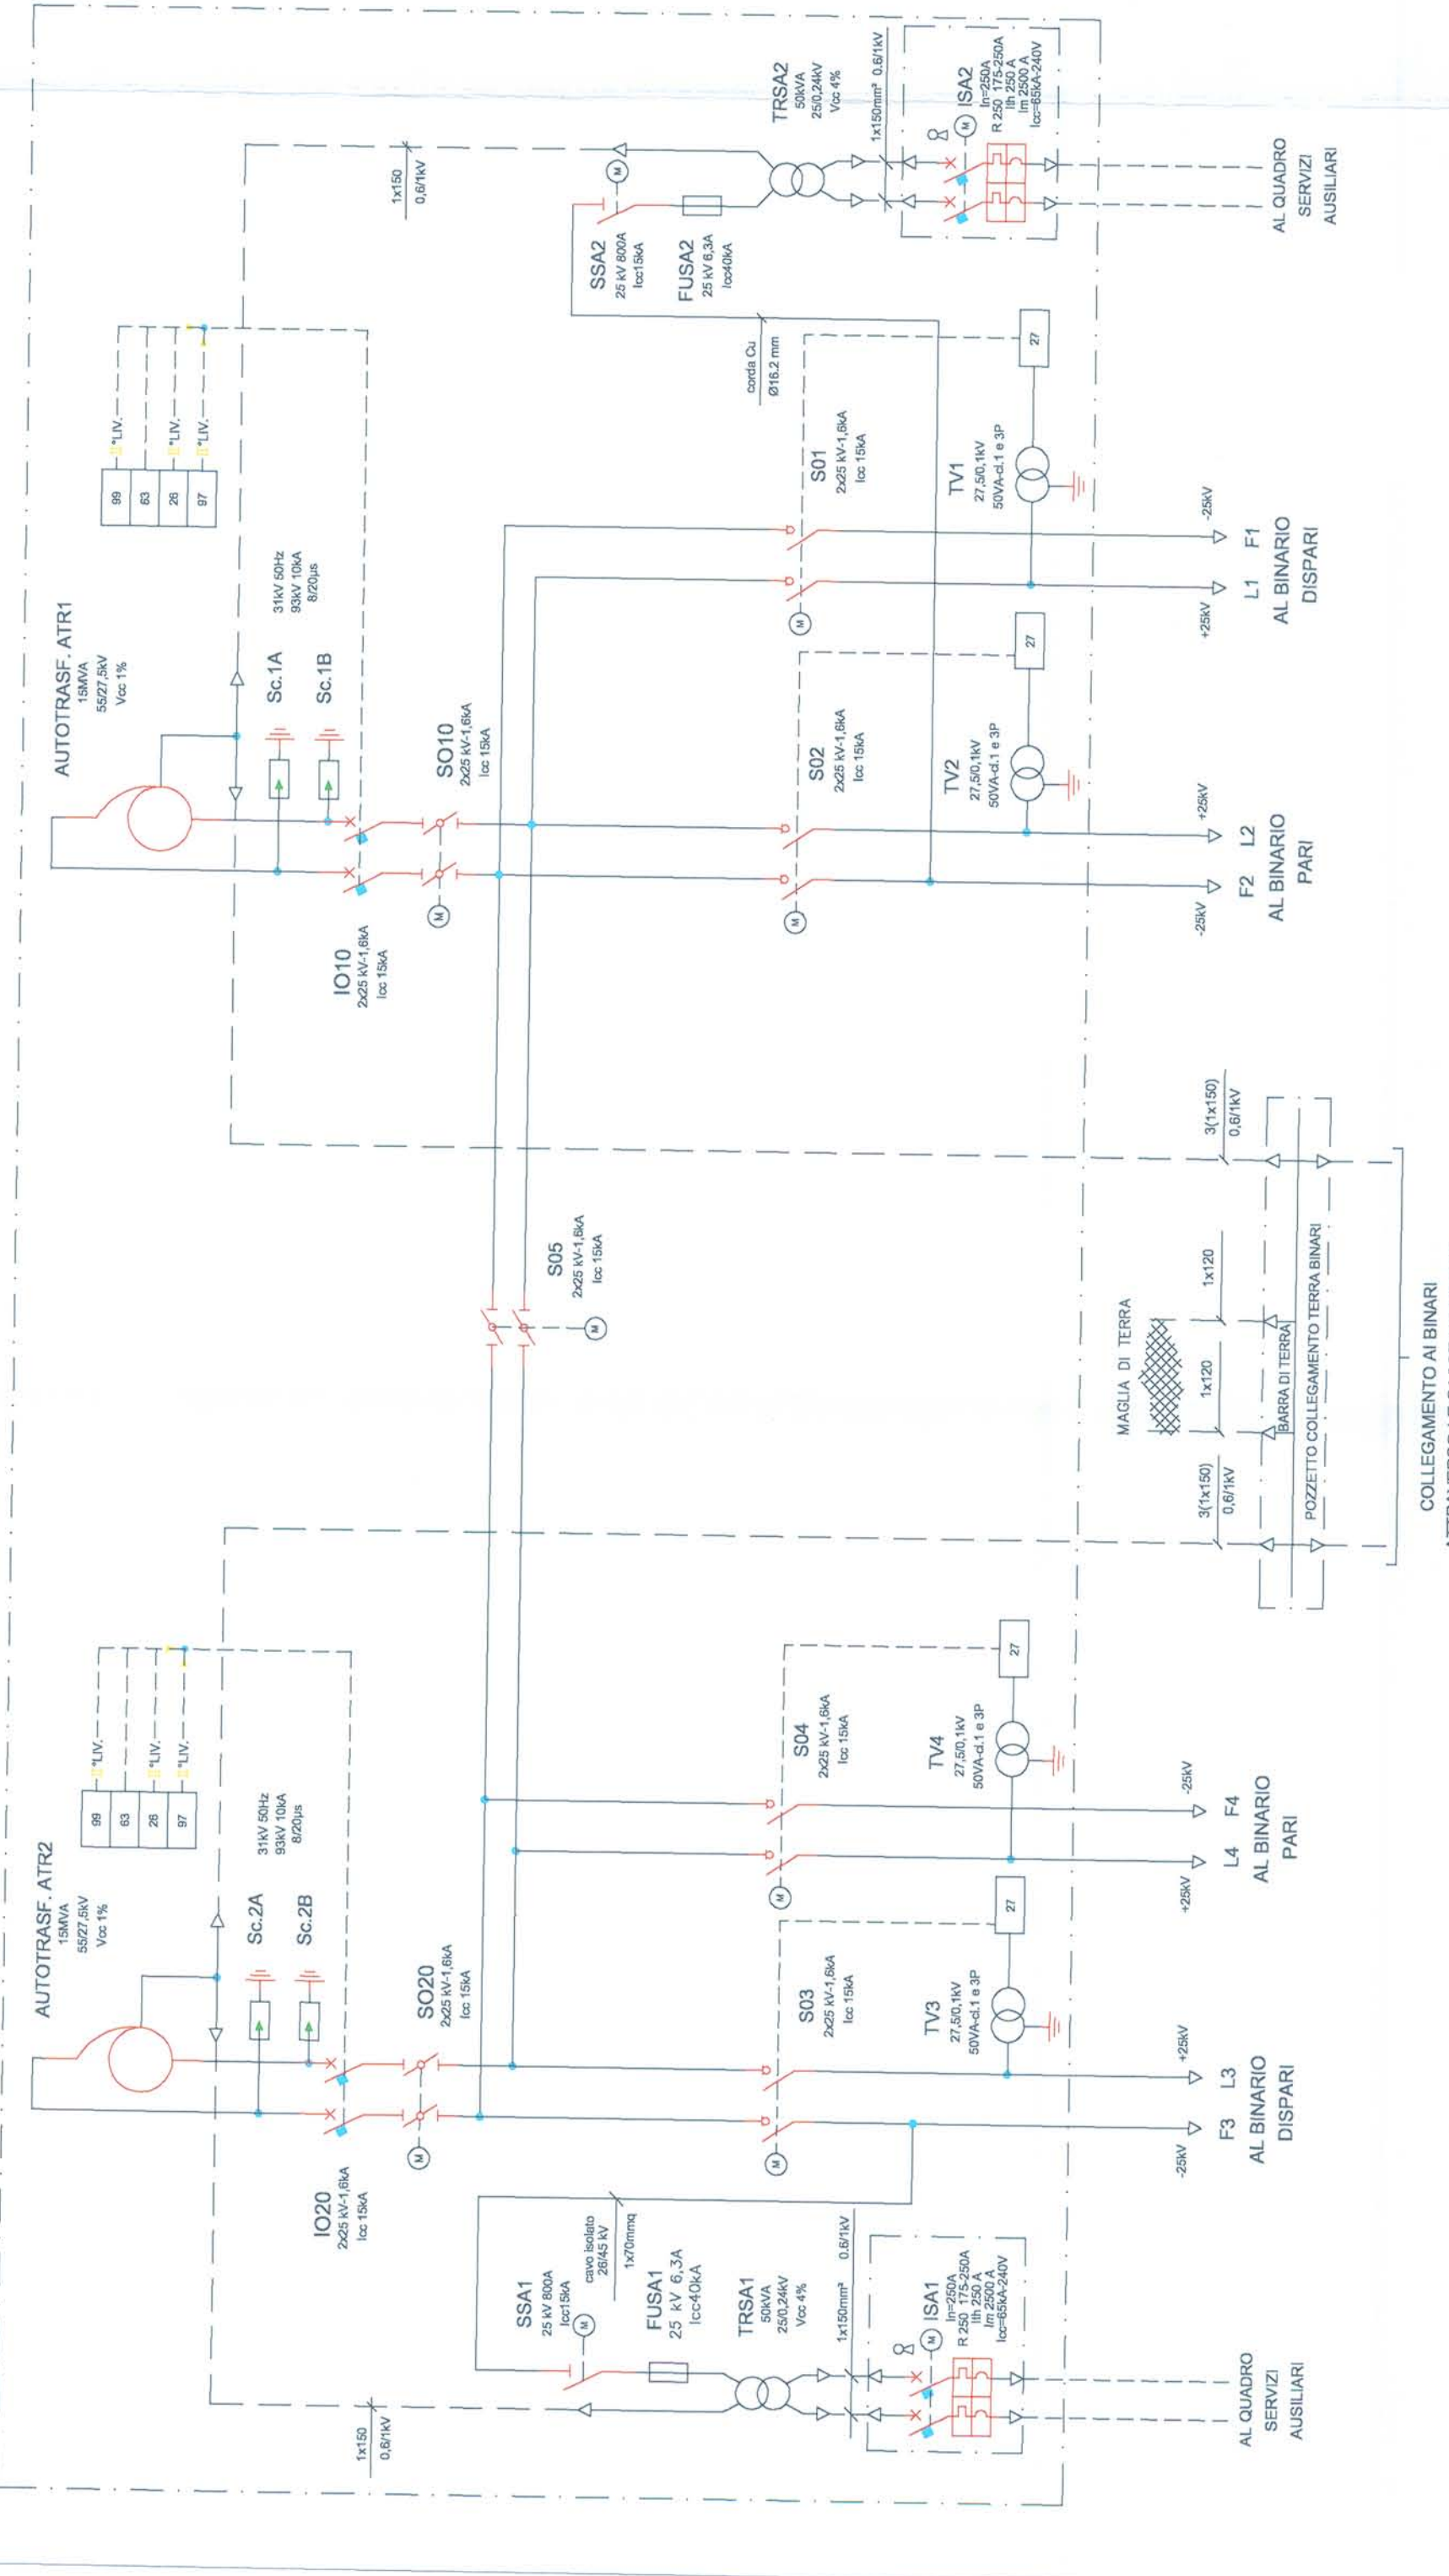 AUTOTRASF. ATR2
15MVA
55/27,5kV
Vcc 1%
99
63
26
97
"LIV.
"LIV.
"LIV.
31kV 50Hz
93kV 10kA
8/20µs
Sc.2A
Sc.2B
IO20
2x25 kV-1,6kA
Icc 15kA
SO20
2x25 kV-1,6kA
Icc 15kA
M
1x150
0,6/1kV
SSA1
25 kV 800A
Icc15kA
M
cavo isolato
26/45 kV
1x70mmq
FUSA1
25 kV 6,3A
Icc40kA
TRSA1
50kVA
25/0,24kV
Vcc 4%
1x150mm² 0.6/1kV
M
ISA1
In=250A
R 250 175-250A
Ith 250 A
Im 2500 A
Icc=65kA-240V
AL QUADRO
SERVIZI
AUSILIARI
S03
2x25 kV-1,6kA
Icc 15kA
M
TV3
27,5/0,1kV
50VA-cl.1 e 3P
27
-25kV
+25kV
F3 L3
AL BINARIO
DISPARI
S04
2x25 kV-1,6kA
Icc 15kA
M
TV4
27,5/0,1kV
50VA-cl.1 e 3P
27
+25kV
-25kV
L4 F4
AL BINARIO
PARI
S05
2x25 kV-1,6kA
Icc 15kA
M
MAGLIA DI TERRA
3(1x150)
0,6/1kV
1x120
1x120
3(1x150)
0,6/1kV
BARRA DI TERRA
POZZETTO COLLEGAMENTO TERRA BINARI
COLLEGAMENTO AI BINARI
AUTOTRASF. ATR1
15MVA
55/27,5kV
Vcc 1%
99
63
26
97
"LIV.
"LIV.
"LIV.
31kV 50Hz
93kV 10kA
8/20µs
Sc.1A
Sc.1B
IO10
2x25 kV-1,6kA
Icc 15kA
SO10
2x25 kV-1,6kA
Icc 15kA
M
S02
2x25 kV-1,6kA
Icc 15kA
M
TV2
27,5/0,1kV
50VA-cl.1 e 3P
27
-25kV
+25kV
F2 L2
AL BINARIO
PARI
S01
2x25 kV-1,6kA
Icc 15kA
M
TV1
27,5/0,1kV
50VA-cl.1 e 3P
27
+25kV
-25kV
L1 F1
AL BINARIO
DISPARI
corda Cu
Ø16.2 mm
1x150
0,6/1kV
SSA2
25 kV 800A
Icc15kA
M
FUSA2
25 kV 6,3A
Icc40kA
TRSA2
50kVA
25/0,24kV
Vcc 4%
1x150mm² 0.6/1kV
M
ISA2
In=250A
R 250 175-250A
Ith 250 A
Im 2500 A
Icc=65kA-240V
AL QUADRO
SERVIZI
AUSILIARI